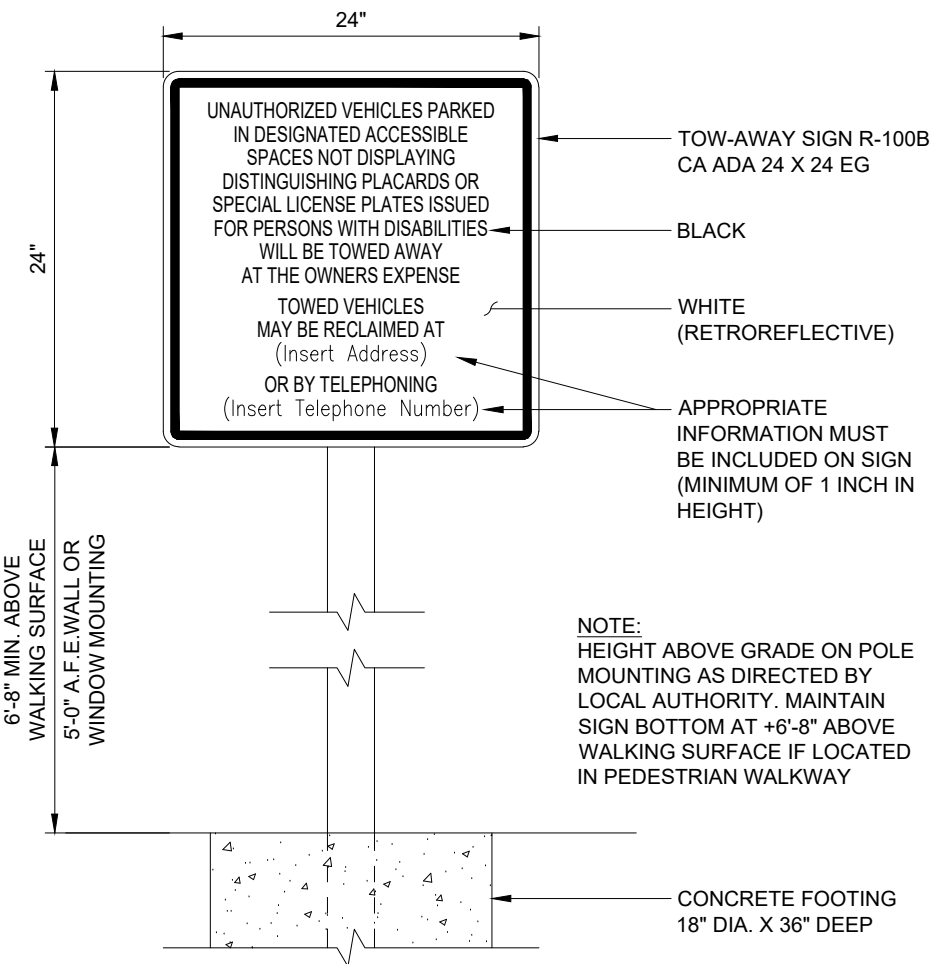 24"
24"
UNAUTHORIZED VEHICLES PARKED
IN DESIGNATED ACCESSIBLE
SPACES NOT DISPLAYING
DISTINGUISHING PLACARDS OR
SPECIAL LICENSE PLATES ISSUED
FOR PERSONS WITH DISABILITIES
WILL BE TOWED AWAY
AT THE OWNERS EXPENSE
TOWED VEHICLES
MAY BE RECLAIMED AT
(Insert Address)
OR BY TELEPHONING
(Insert Telephone Number)
TOW-AWAY SIGN R-100B
CA ADA 24 X 24 EG
BLACK
WHITE
(RETROREFLECTIVE)
APPROPRIATE
INFORMATION MUST
BE INCLUDED ON SIGN
(MINIMUM OF 1 INCH IN
HEIGHT)
6'-8" MIN. ABOVE
WALKING SURFACE
5'-0" A.F.E.WALL OR
WINDOW MOUNTING
NOTE:
HEIGHT ABOVE GRADE ON POLE
MOUNTING AS DIRECTED BY
LOCAL AUTHORITY. MAINTAIN
SIGN BOTTOM AT +6'-8" ABOVE
WALKING SURFACE IF LOCATED
IN PEDESTRIAN WALKWAY
CONCRETE FOOTING
18" DIA. X 36" DEEP